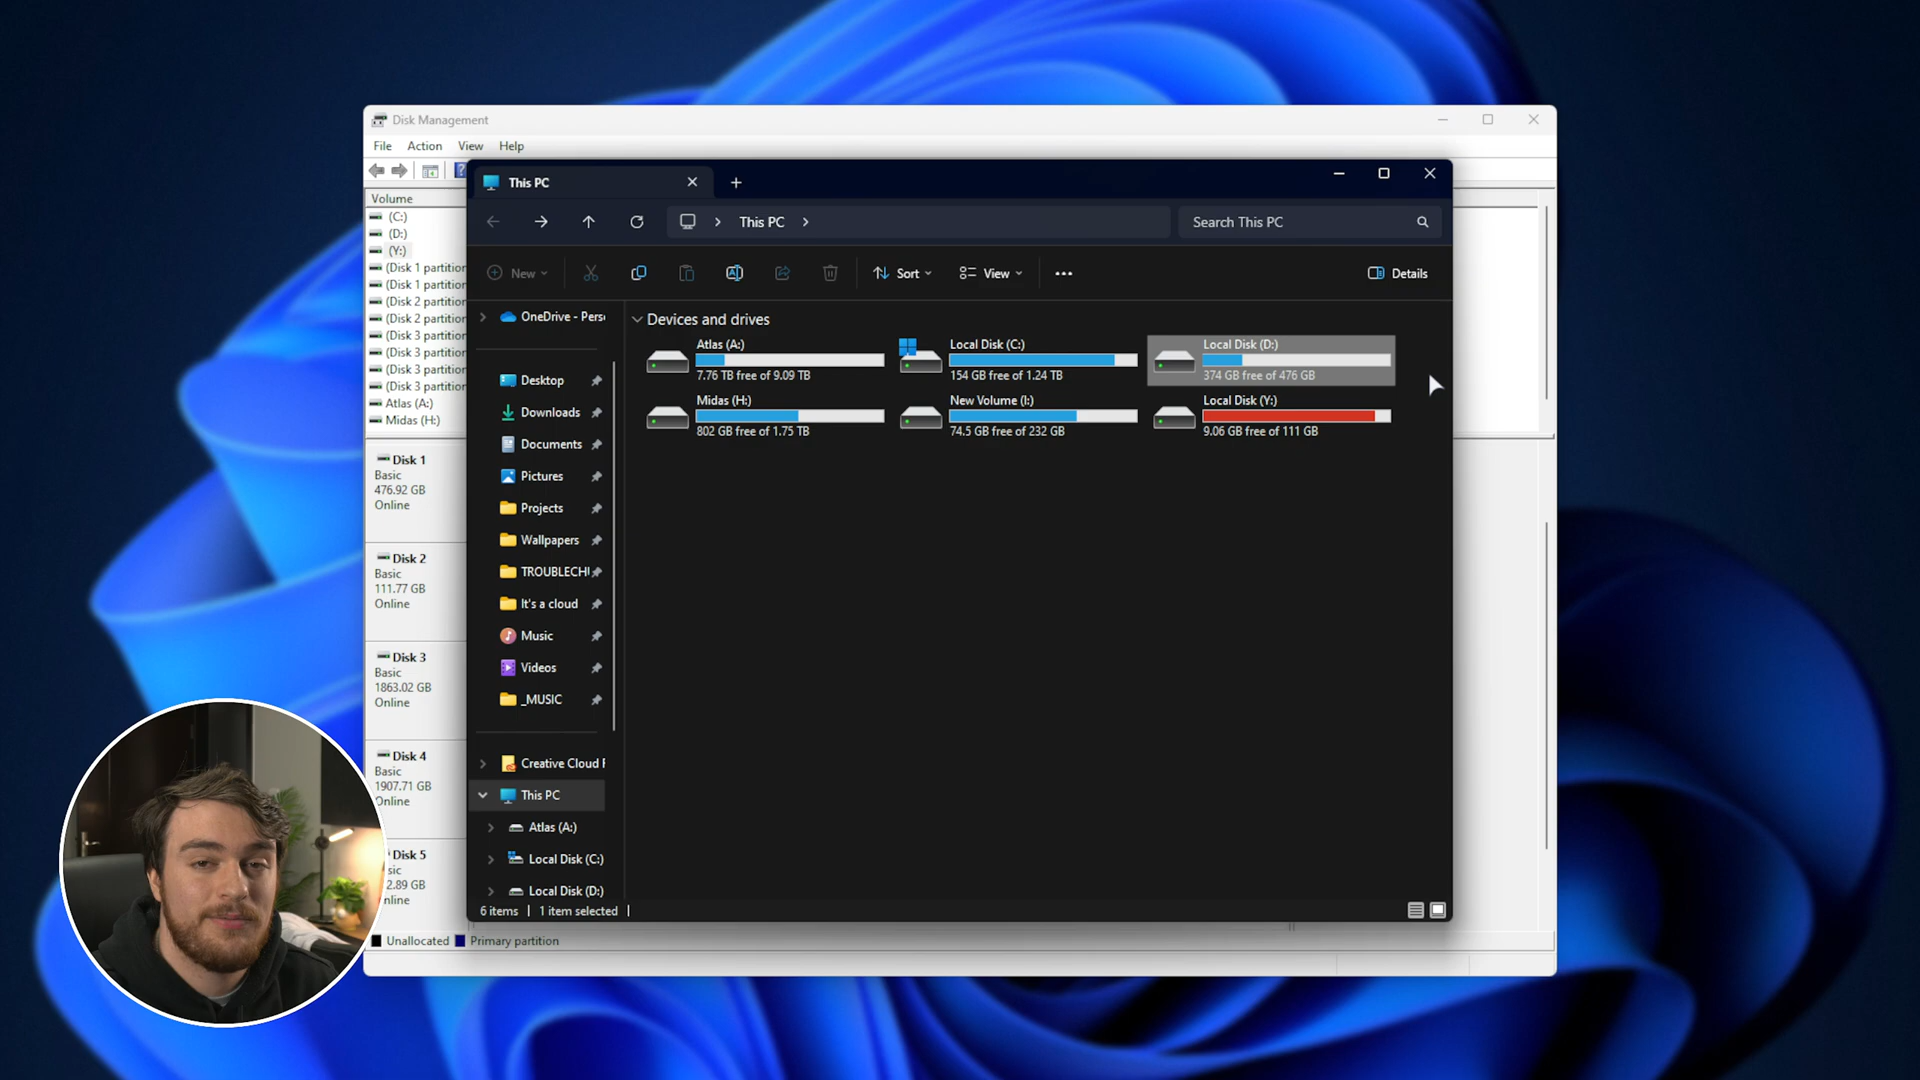 Disk Management
File Action View Help
Volume
(C:)
(D:)
(Y:)
(Disk 1 partition
(Disk 1 partition
(Disk 2 partition
(Disk 2 partition
(Disk 3 partition
(Disk 3 partition
(Disk 3 partition
(Disk 3 partition
Atlas (A:)
Midas (H:)
Disk 1
Basic
476.92 GB
Online
Disk 2
Basic
111.77 GB
Online
Disk 3
Basic
1863.02 GB
Online
Disk 4
Basic
1907.71 GB
Online
Disk 5
sic
2.89 GB
nline
Unallocated Primary partition
This PC
This PC
Search This PC
New
Sort
View
Details
OneDrive - Pers
Desktop
Downloads
Documents
Pictures
Projects
Wallpapers
TROUBLECH
It's a cloud
Music
Videos
_MUSIC
Creative Cloud F
This PC
Atlas (A:)
Local Disk (C:)
Local Disk (D:)
Devices and drives
Atlas (A:)
7.76 TB free of 9.09 TB
Local Disk (C:)
154 GB free of 1.24 TB
Local Disk (D:)
374 GB free of 476 GB
Midas (H:)
802 GB free of 1.75 TB
New Volume (I:)
74.5 GB free of 232 GB
Local Disk (Y:)
9.06 GB free of 111 GB
6 items
1 item selected